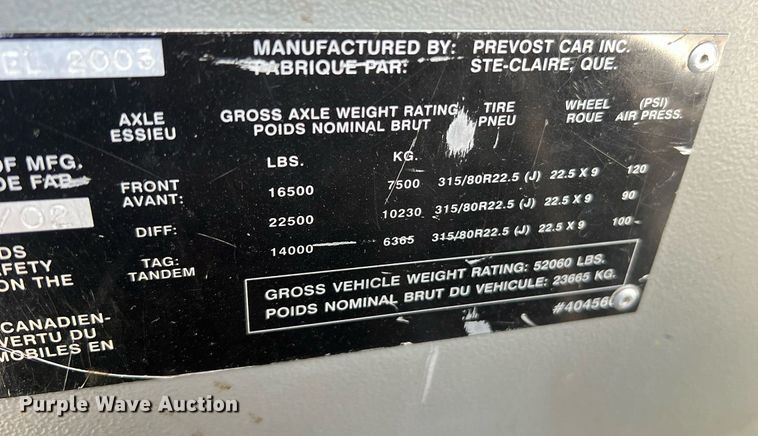 EL 2003
MANUFACTURED BY: PREVOST CAR INC.
FABRIQUE PAR: STE-CLAIRE, QUE.
AXLE GROSS AXLE WEIGHT RATING TIRE WHEEL (PSI)
ESSIEU POIDS NOMINAL BRUT PNEU ROUE AIR PRESS.
OF MFG. LBS. KG.
DE FAB
FRONT 16500 7500 315/80R22.5 (J) 22.5 X 9 120
AVANT:
/02
DIFF: 22500 10230 315/80R22.5 (J) 22.5 X 9 90
TAG: 14000 6365 315/80R22.5 (J) 22.5 X 9 100
TANDEM
DS
AFETY
ON THE
GROSS VEHICLE WEIGHT RATING: 52060 LBS.
POIDS NOMINAL BRUT DU VEHICULE: 23665 KG.
CANADIEN-
VERTU DU
MOBILES EN
#40456
Purple Wave Auction